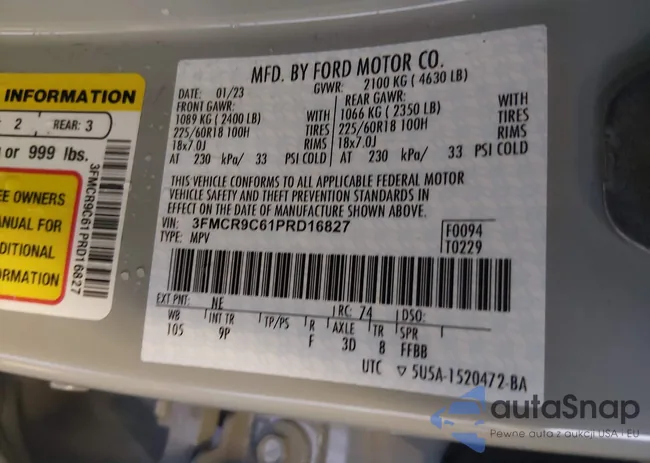 INFORMATION
2 REAR: 3
or 999 lbs.
EE OWNERS
ANUAL FOR
DDITIONAL
ORMATION
3FMCR9C61PRD16827
MFD. BY FORD MOTOR CO.
DATE: 01/23 GVWR: 2100 KG ( 4630 LB)
FRONT GAWR: REAR GAWR:
1089 KG ( 2400 LB) WITH 1066 KG ( 2350 LB) WITH
225/60R18 100H TIRES 225/60R18 100H TIRES
18x7.0J RIMS 18x7.0J RIMS
AT 230 kPa/ 33 PSI COLD AT 230 kPa/ 33 PSI COLD
THIS VEHICLE CONFORMS TO ALL APPLICABLE FEDERAL MOTOR
VEHICLE SAFETY AND THEFT PREVENTION STANDARDS IN
EFFECT ON THE DATE OF MANUFACTURE SHOWN ABOVE.
VIN: 3FMCR9C61PRD16827 F0094
TYPE: MPV T0229
EXT PNT: NE RC: 74 DSO:
WB INT TR TP/PS R AXLE TR SPR
105 9P F 3D 8 FFBB
UTC ▽ 5U5A-1520472-BA
autaSnap
Pewne auta z aukcji USA i EU